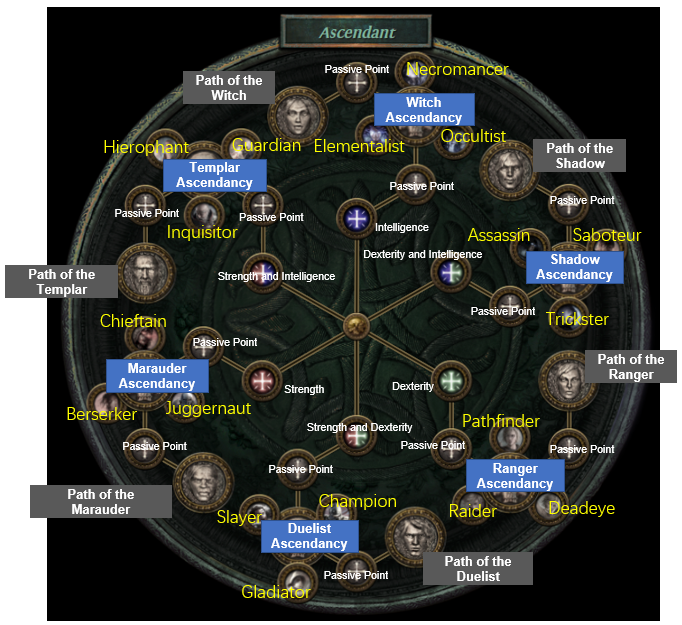 Ascendant
Passive Point
Necromancer
Path of the
Witch
Witch
Ascendancy
Hierophant
Guardian
Elementalist
Occultist
Path of the
Shadow
Templar
Ascendancy
Passive Point
Passive Point
Passive Point
Passive Point
Inquisitor
Intelligence
Assassin
Saboteur
Dexterity and Intelligence
Path of the
Templar
Strength and Intelligence
Shadow
Ascendancy
Passive Point
Trickster
Chieftain
Passive Point
Path of the
Ranger
Marauder
Ascendancy
Strength
Dexterity
Berserker
Juggernaut
Pathfinder
Strength and Dexterity
Passive Point
Passive Point
Passive Point
Passive Point
Ranger
Ascendancy
Path of the
Marauder
Slayer
Champion
Raider
Deadeye
Duelist
Ascendancy
Path of the
Duelist
Passive Point
Gladiator